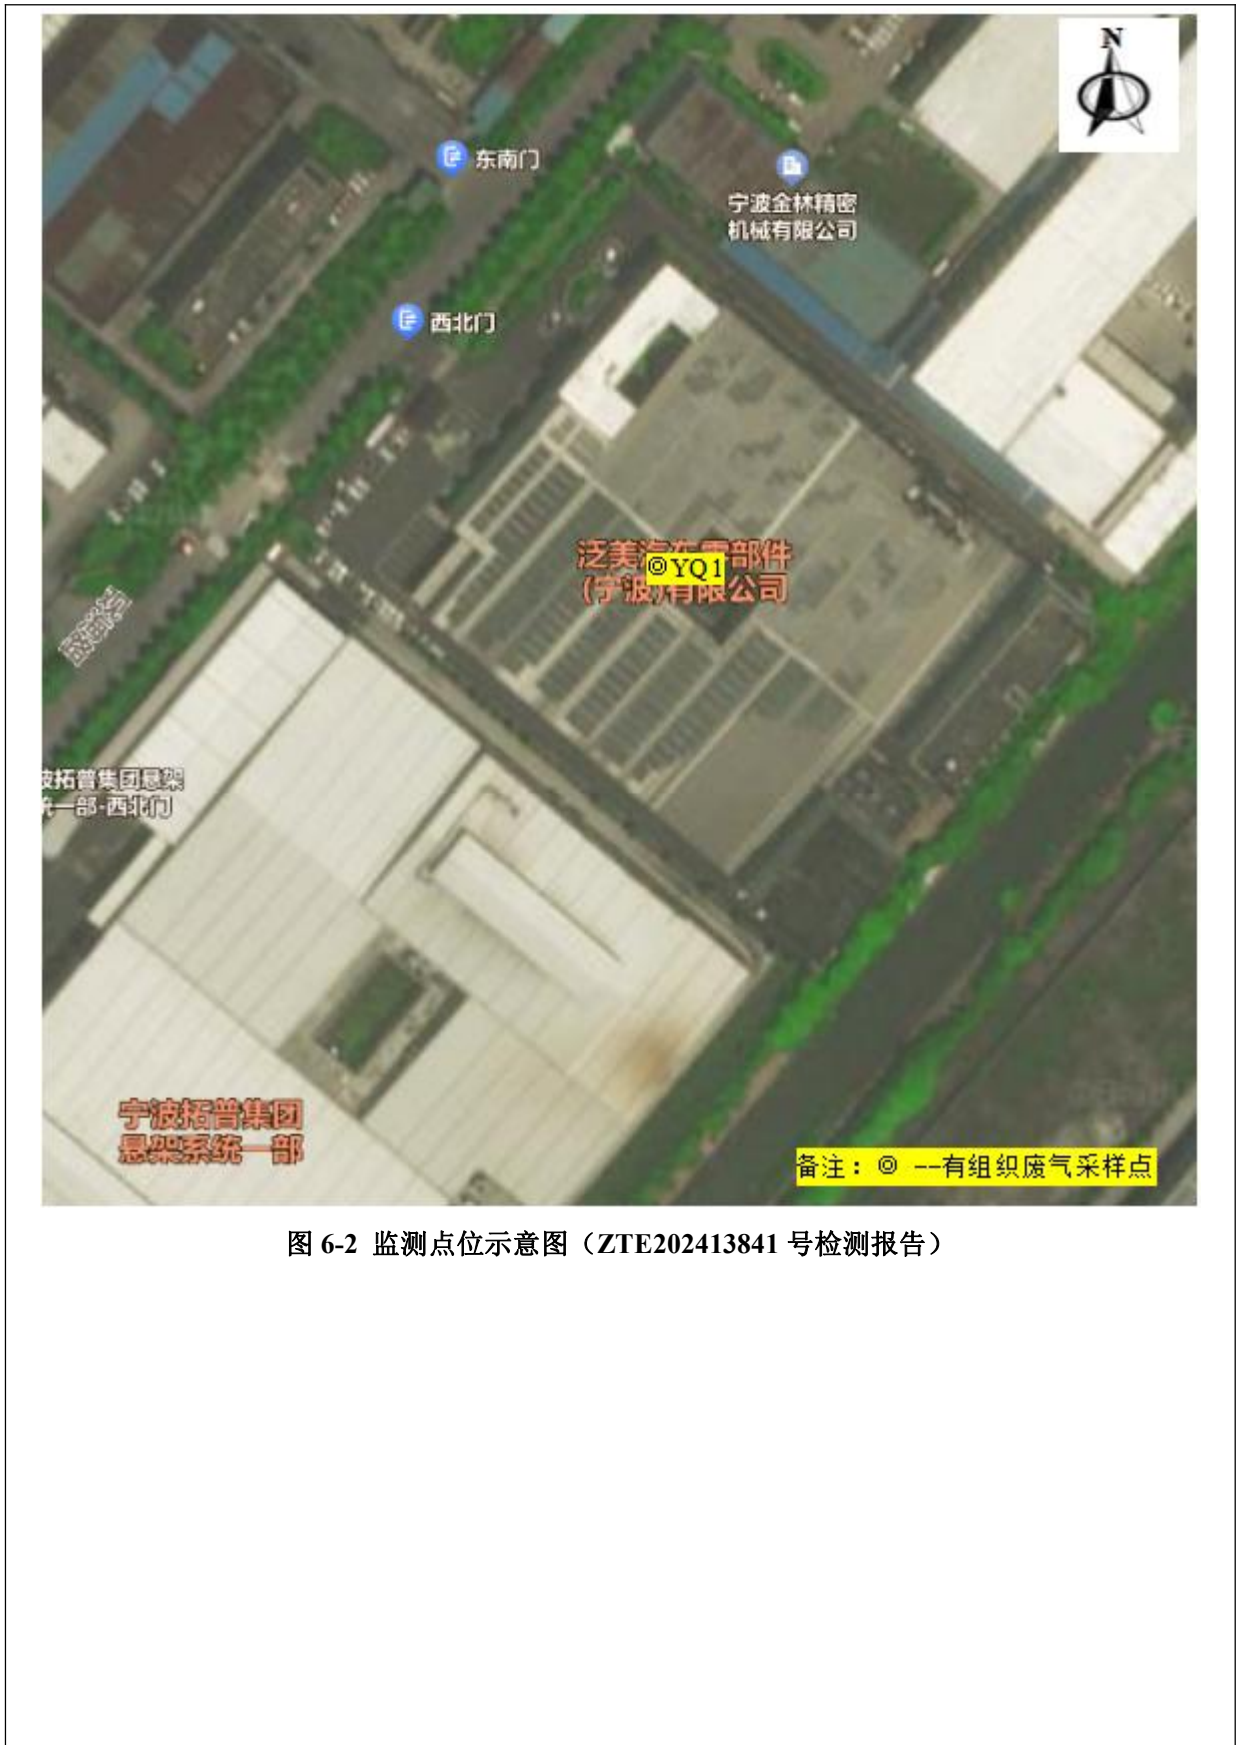 N
东南门
宁波金林精密
机械有限公司
西北门
泛美汽车零部件
◎YQ1
(宁波)有限公司
波拓普集团悬架
统一部-西北门
宁波拓普集团
悬架系统一部
备注：◎ --有组织废气采样点
图 6-2 监测点位示意图（ZTE202413841 号检测报告）